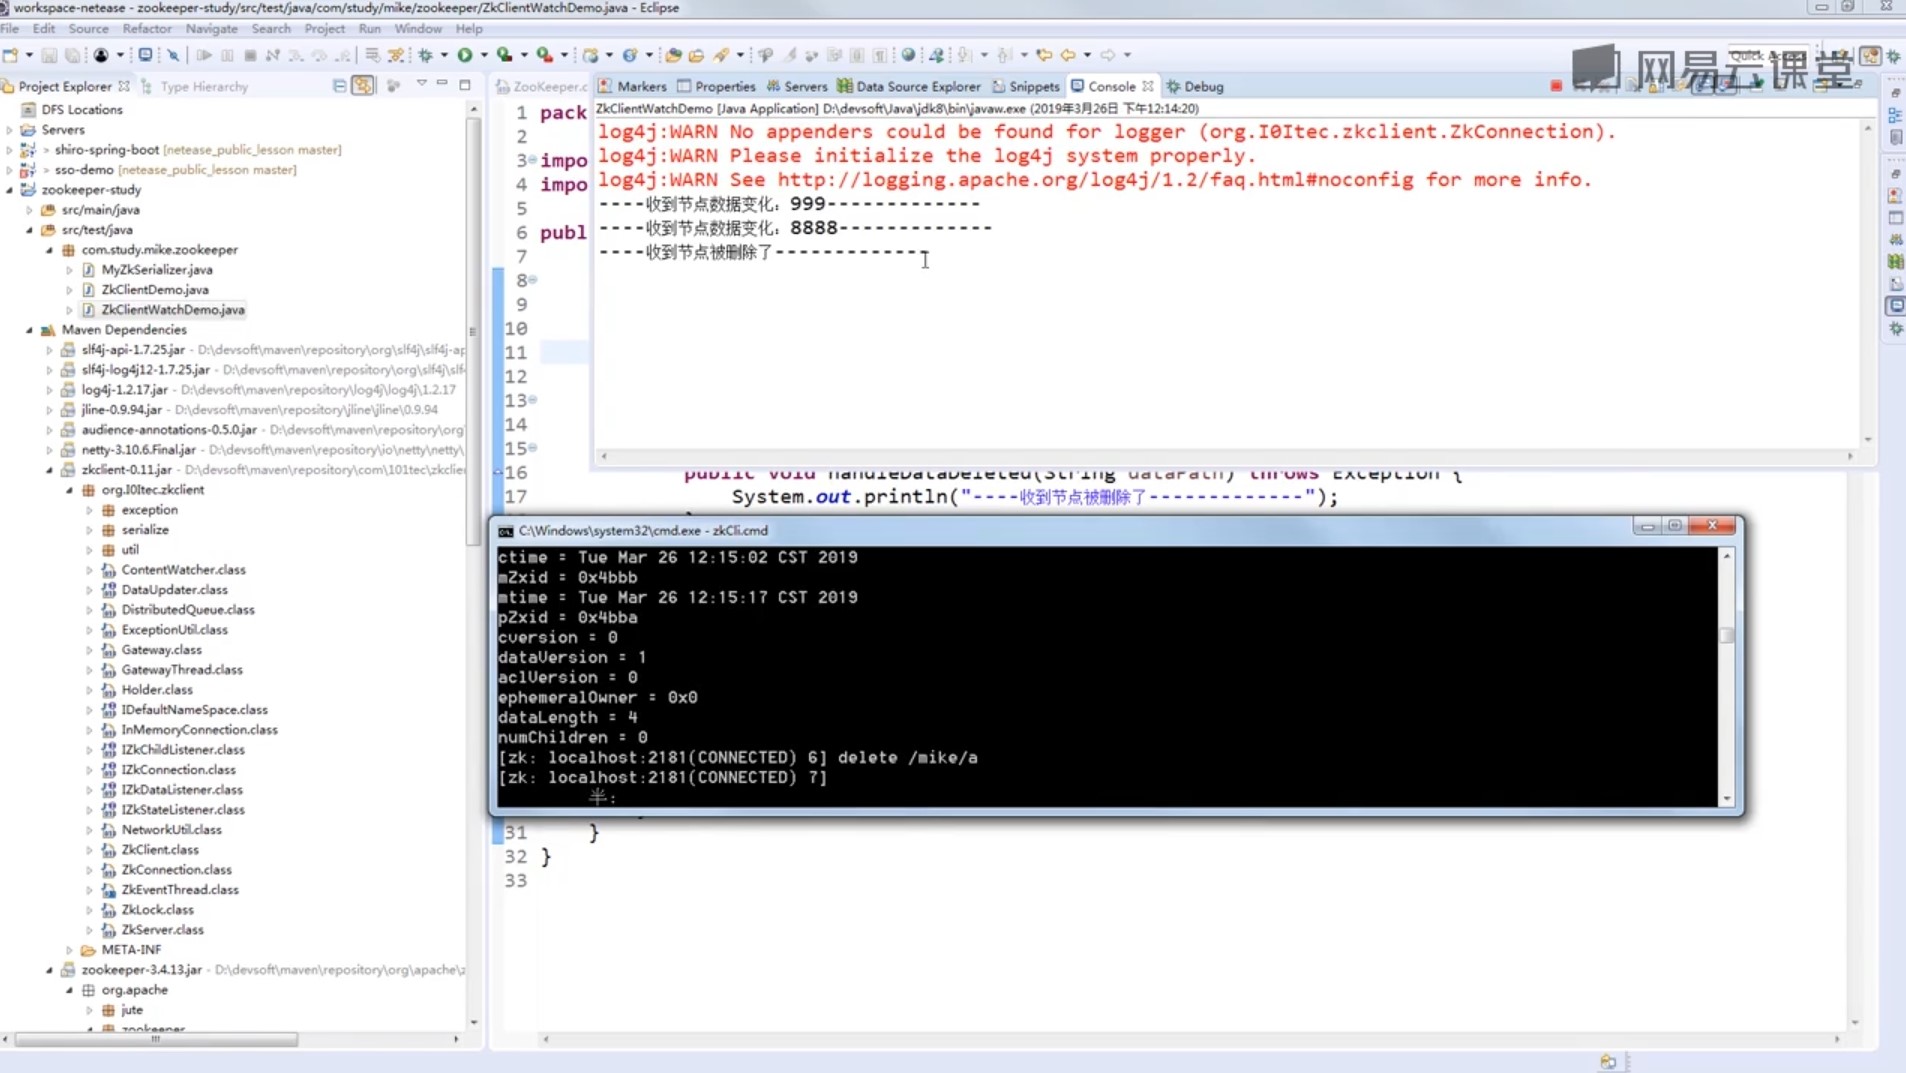 workspace-netease - zookeeper-study/src/test/java/com/study/mike/zookeeper/ZkClientWatchDemo.java - Eclipse
File Edit Source Refactor Navigate Search Project Run Window Help
Quick Access
网易云课堂
Project Explorer
Type Hierarchy
DFS Locations
Servers
> shiro-spring-boot [netease_public_lesson master]
> sso-demo [netease_public_lesson master]
zookeeper-study
src/main/java
src/test/java
com.study.mike.zookeeper
MyZkSerializer.java
ZkClientDemo.java
ZkClientWatchDemo.java
Maven Dependencies
slf4j-api-1.7.25.jar - D:\devsoft\maven\repository\org\slf4j\slf4j-ap
slf4j-log4j12-1.7.25.jar - D:\devsoft\maven\repository\org\slf4j\slf
log4j-1.2.17.jar - D:\devsoft\maven\repository\log4j\log4j\1.2.17
jline-0.9.94.jar - D:\devsoft\maven\repository\jline\jline\0.9.94
audience-annotations-0.5.0.jar - D:\devsoft\maven\repository\org
netty-3.10.6.Final.jar - D:\devsoft\maven\repository\io\netty\netty\
zkclient-0.11.jar - D:\devsoft\maven\repository\com\101tec\zkclie
org.I0Itec.zkclient
exception
serialize
util
ContentWatcher.class
DataUpdater.class
DistributedQueue.class
ExceptionUtil.class
Gateway.class
GatewayThread.class
Holder.class
IDefaultNameSpace.class
InMemoryConnection.class
IZkChildListener.class
IZkConnection.class
IZkDataListener.class
IZkStateListener.class
NetworkUtil.class
ZkClient.class
ZkConnection.class
ZkEventThread.class
ZkLock.class
ZkServer.class
META-INF
zookeeper-3.4.13.jar - D:\devsoft\maven\repository\org\apache\z
org.apache
jute
zookeeper
ZooKeeper.c
Markers Properties Servers Data Source Explorer Snippets Console Debug
ZkClientWatchDemo [Java Application] D:\devsoft\Java\jdk8\bin\javaw.exe (2019年3月26日 下午12:14:20)
log4j:WARN No appenders could be found for logger (org.I0Itec.zkclient.ZkConnection).
log4j:WARN Please initialize the log4j system properly.
log4j:WARN See http://logging.apache.org/log4j/1.2/faq.html#noconfig for more info.
----收到节点数据变化：999-------------
----收到节点数据变化：8888-------------
----收到节点被删除了-------------
1 pack
2
3 impo
4 impo
5
6 publ
7
8
9
10
11
12
13
14
15
16 public void handleDataDeleted(String dataPath) throws Exception {
17 System.out.println("----收到节点被删除了-------------");
C:\Windows\system32\cmd.exe - zkCli.cmd
ctime = Tue Mar 26 12:15:02 CST 2019
mZxid = 0x4bbb
mtime = Tue Mar 26 12:15:17 CST 2019
pZxid = 0x4bba
cversion = 0
dataVersion = 1
aclVersion = 0
ephemeralOwner = 0x0
dataLength = 4
numChildren = 0
[zk: localhost:2181(CONNECTED) 6] delete /mike/a
[zk: localhost:2181(CONNECTED) 7]
半:
31 }
32 }
33